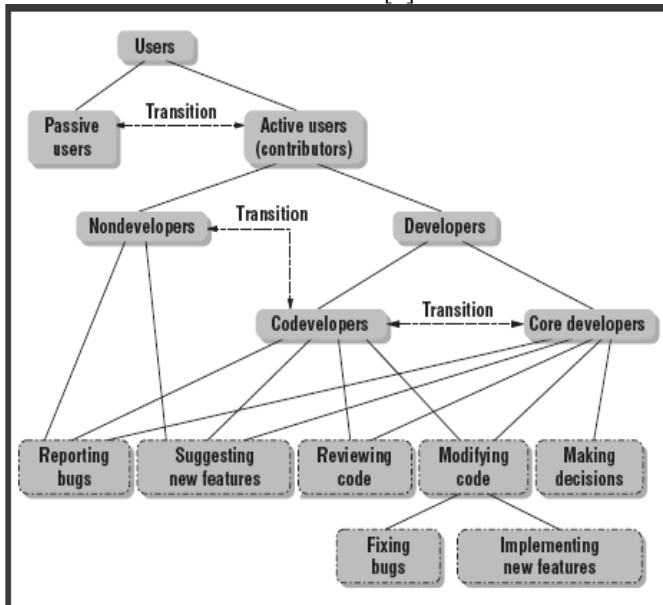 Users
Transition
Passive
users
Active users
(contributors)
Nondevelopers
Transition
Developers
Codevelopers
Transition
Core developers
Reporting
bugs
Suggesting
new features
Reviewing
code
Modifying
code
Making
decisions
Fixing
bugs
Implementing
new features